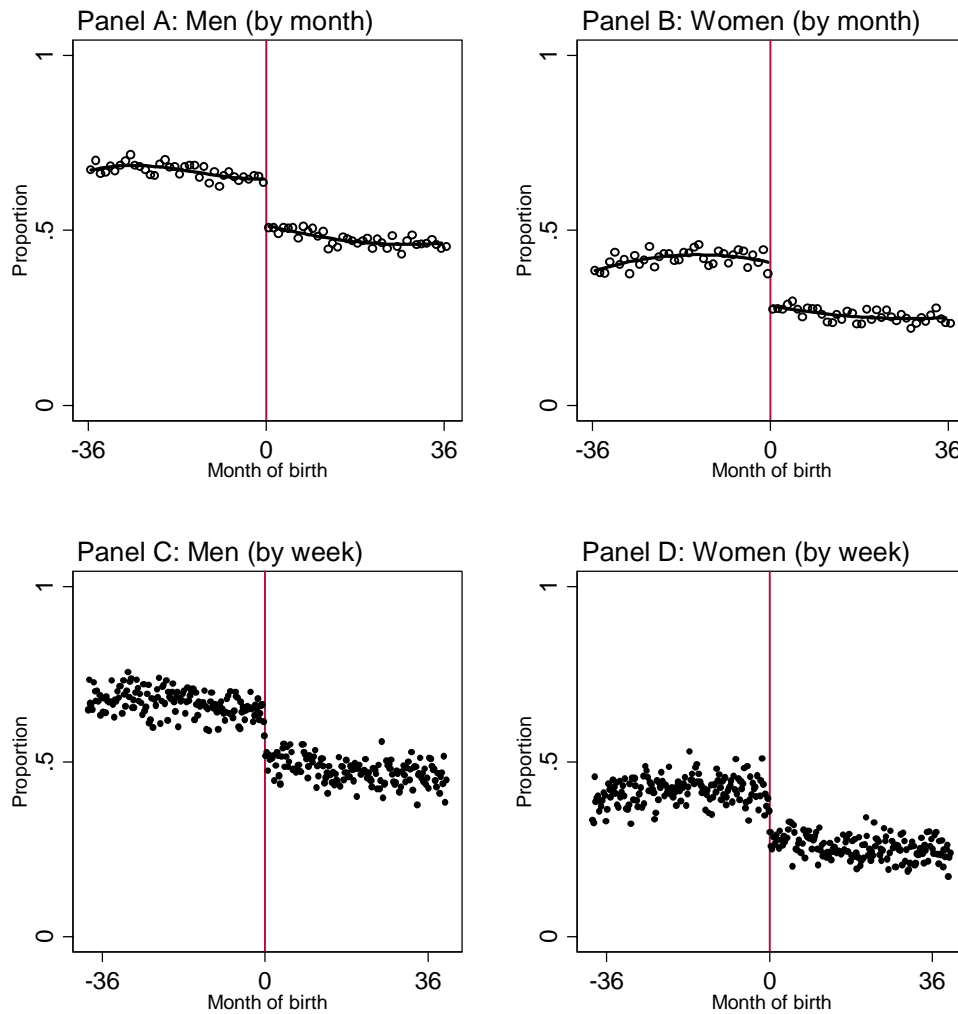 Panel A: Men (by month)
1
.5
0
Proportion
-36
0
36
Month of birth
Panel B: Women (by month)
1
.5
0
Proportion
-36
0
36
Month of birth
Panel C: Men (by week)
1
.5
0
Proportion
-36
0
36
Month of birth
Panel D: Women (by week)
1
.5
0
Proportion
-36
0
36
Month of birth